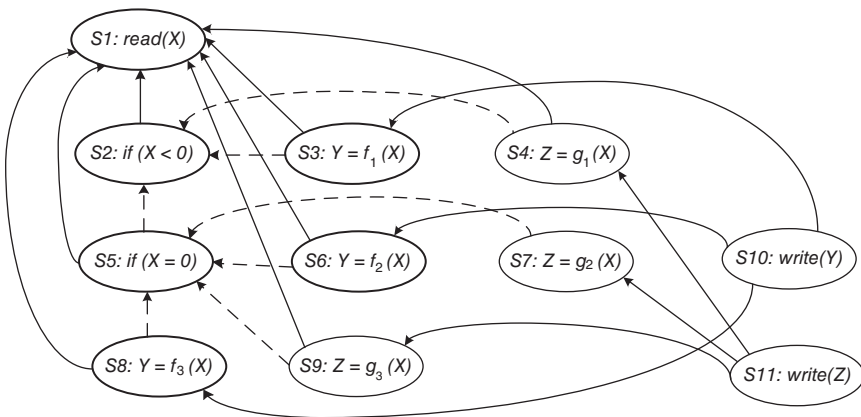 S1: read(X)
S2: if (X < 0)
S3: Y = f₁ (X)
S4: Z = g₁ (X)
S5: if (X = 0)
S6: Y = f₂ (X)
S7: Z = g₂ (X)
S10: write(Y)
S8: Y = f₃ (X)
S9: Z = g₃ (X)
S11: write(Z)